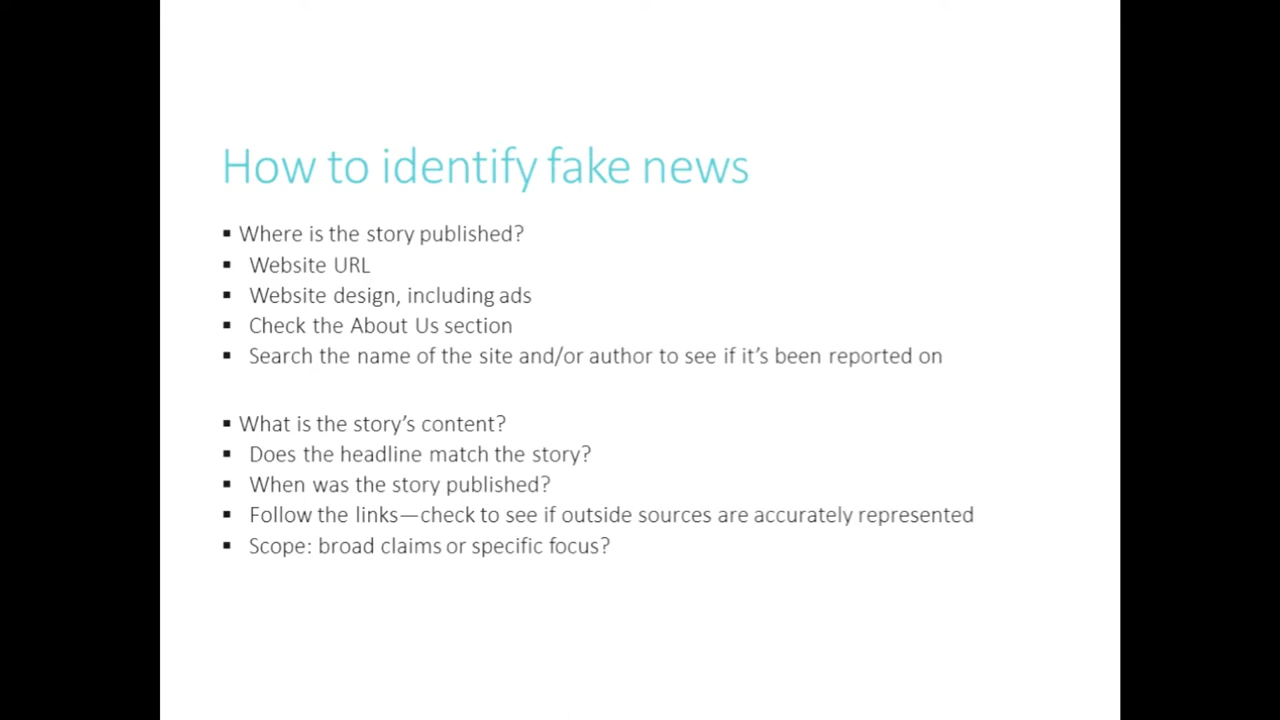 How to identify fake news
▪ Where is the story published?
▪ Website URL
▪ Website design, including ads
▪ Check the About Us section
▪ Search the name of the site and/or author to see if it’s been reported on
▪ What is the story’s content?
▪ Does the headline match the story?
▪ When was the story published?
▪ Follow the links—check to see if outside sources are accurately represented
▪ Scope: broad claims or specific focus?